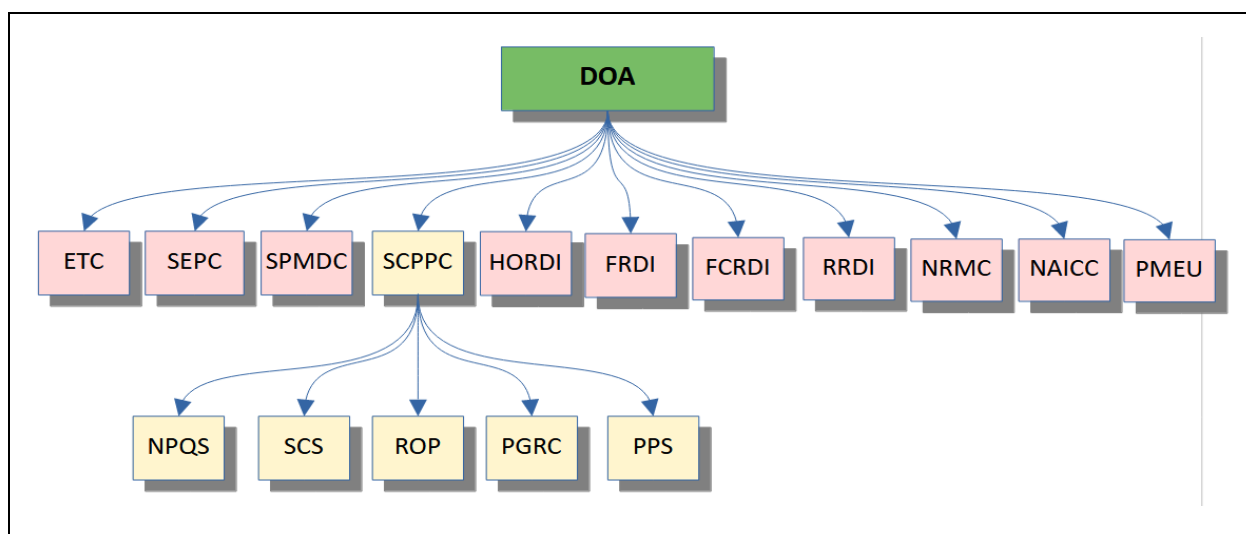 DOA
ETC SEPC SPMDC SCPPC HORDI FRDI FCRDI RRDI NRMC NAICC PMEU
NPQS SCS ROP PGRC PPS